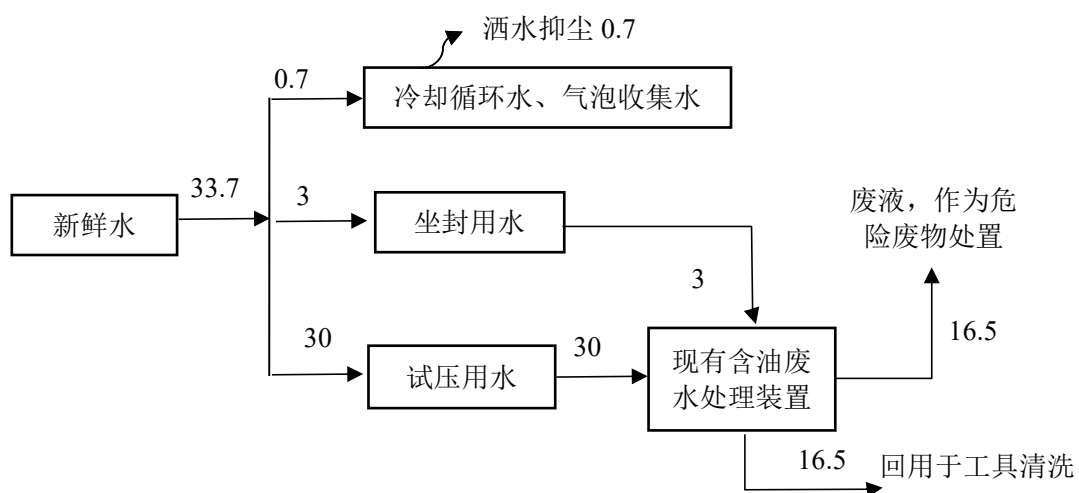 洒水抑尘 0.7
0.7
冷却循环水、气泡收集水
33.7
新鲜水
3
坐封用水
废液，作为危
险废物处置
3
16.5
30
试压用水
30
现有含油废
水处理装置
16.5
回用于工具清洗